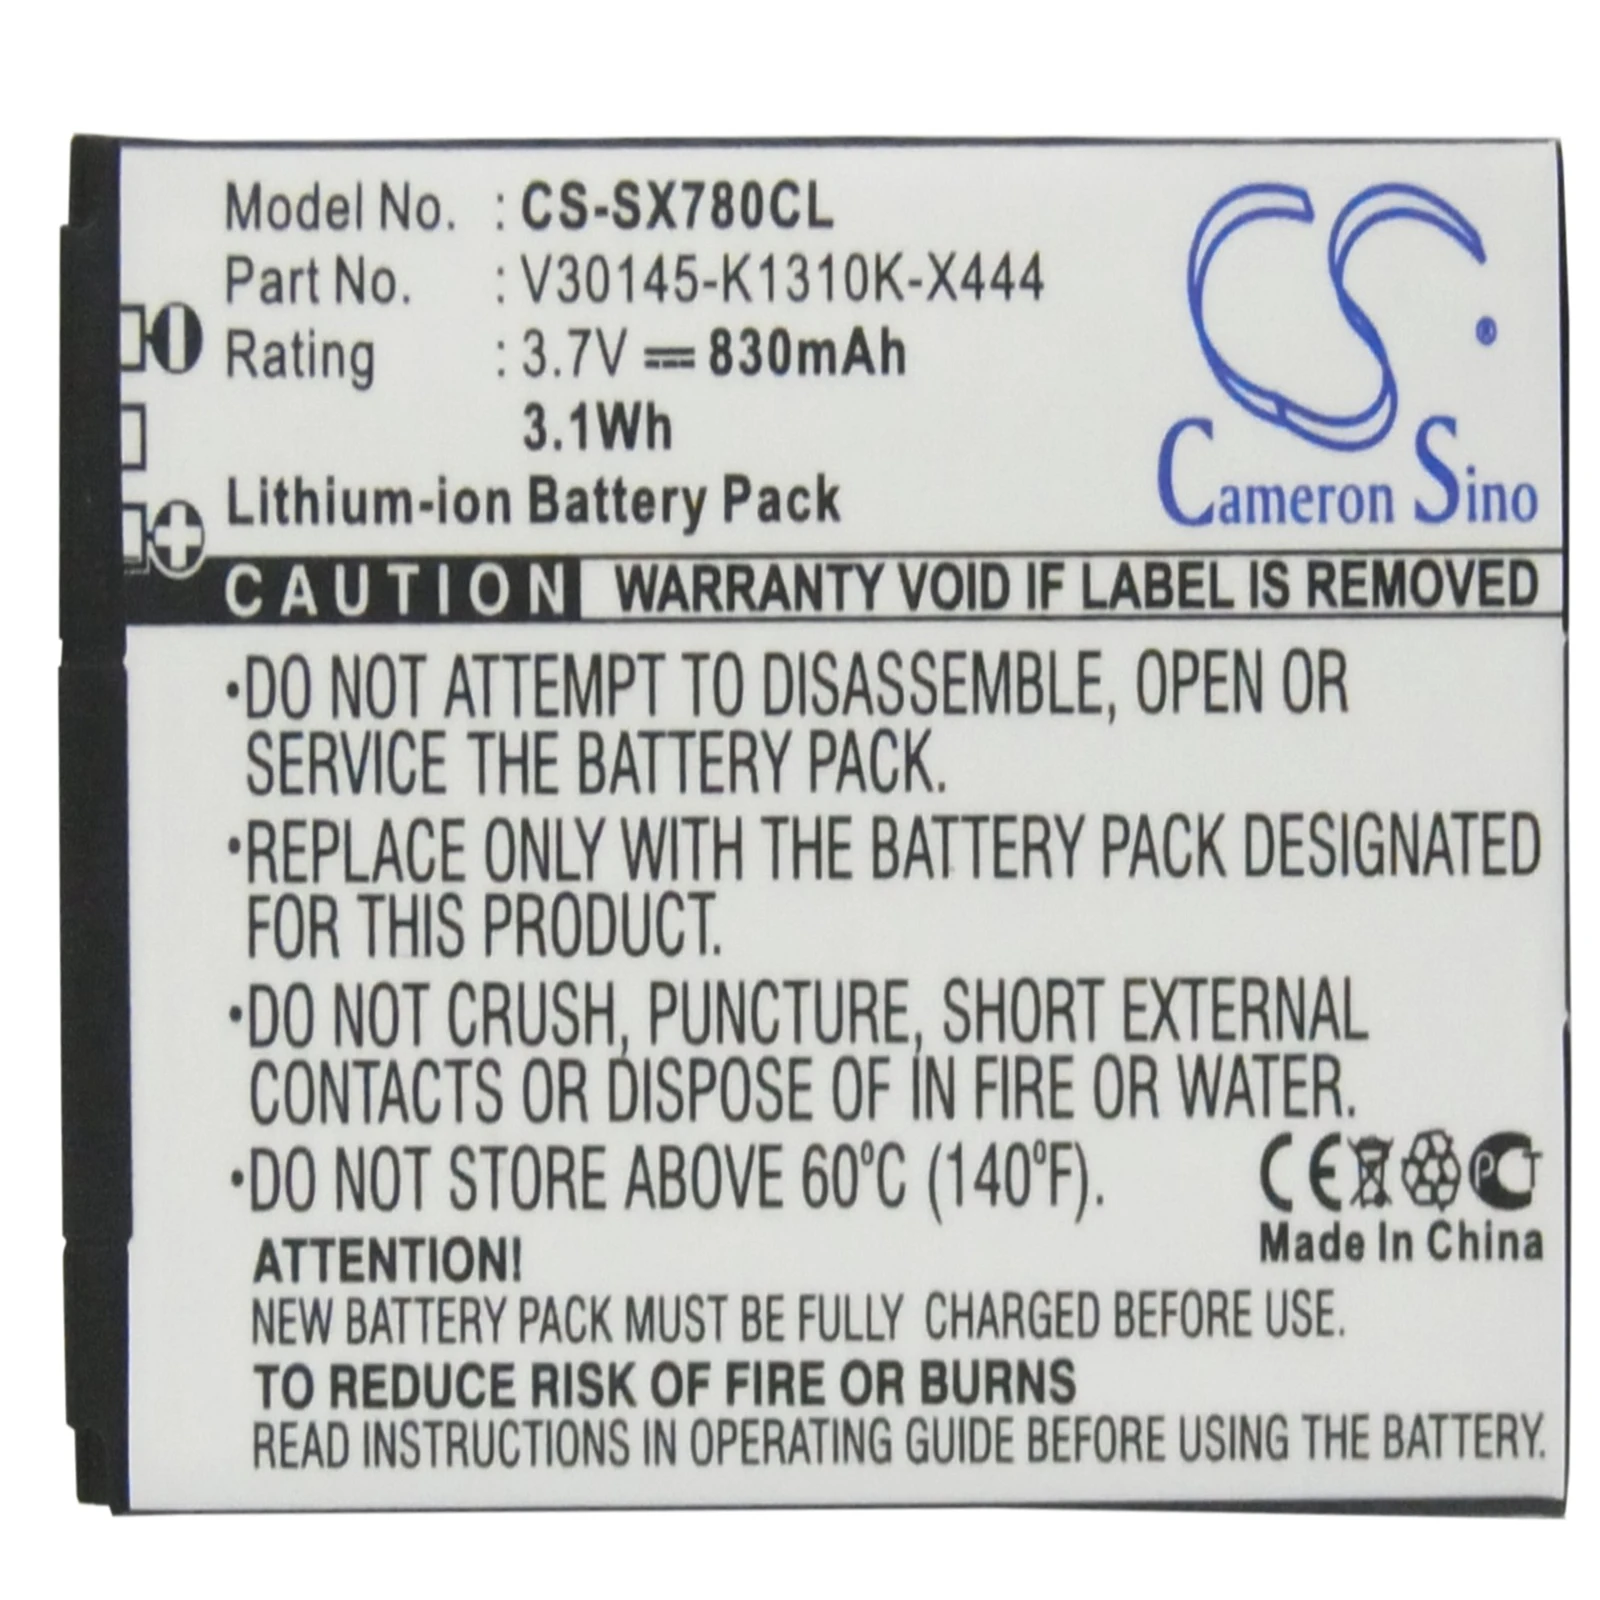 Model No. : CS-SX780CL
Part No. : V30145-K1310K-X444
Rating : 3.7V ⎓ 830mAh
3.1Wh
Lithium-ion Battery Pack
CS®
Cameron Sino
CAUTION WARRANTY VOID IF LABEL IS REMOVED
•DO NOT ATTEMPT TO DISASSEMBLE, OPEN OR
SERVICE THE BATTERY PACK.
•REPLACE ONLY WITH THE BATTERY PACK DESIGNATED
FOR THIS PRODUCT.
•DO NOT CRUSH, PUNCTURE, SHORT EXTERNAL
CONTACTS OR DISPOSE OF IN FIRE OR WATER.
•DO NOT STORE ABOVE 60ºC (140ºF).
CE PCT
Made In China
ATTENTION!
NEW BATTERY PACK MUST BE FULLY CHARGED BEFORE USE.
TO REDUCE RISK OF FIRE OR BURNS
READ INSTRUCTIONS IN OPERATING GUIDE BEFORE USING THE BATTERY.